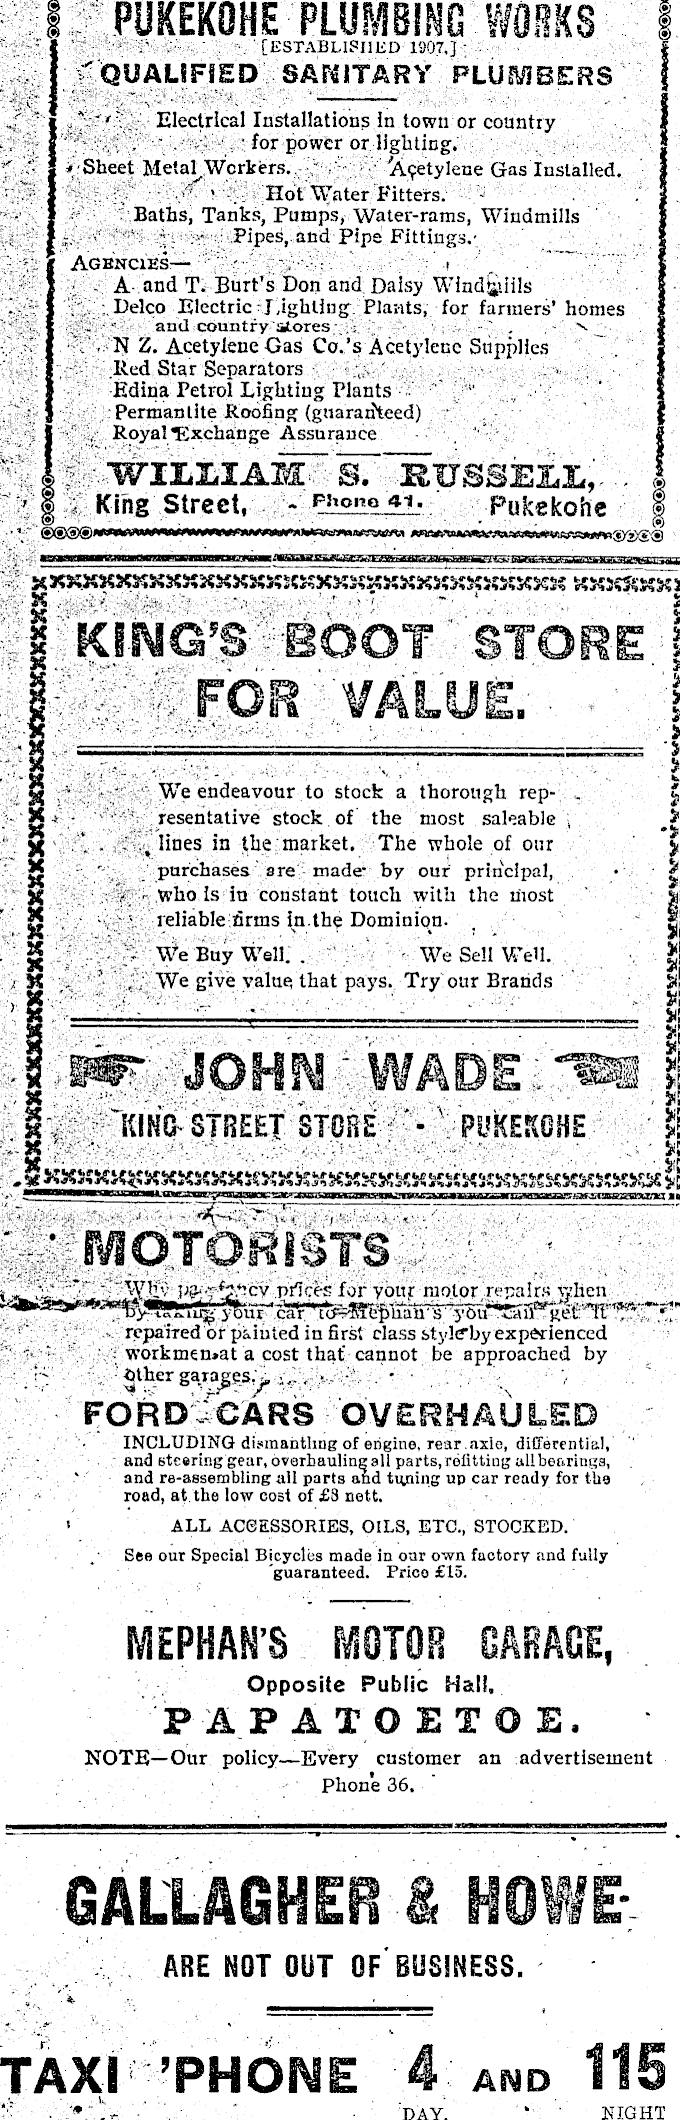 PUKEKOHE PLUMBING WORKS
[ESTABLISHED 1907.]
QUALIFIED SANITARY PLUMBERS
Electrical Installations in town or country
for power or lighting.
Sheet Metal Workers. Acetylene Gas Installed.
Hot Water Fitters.
Baths, Tanks, Pumps, Water-rams, Windmills
Pipes, and Pipe Fittings.
AGENCIES—
A and T. Burt's Don and Daisy Windmills
Delco Electric Lighting Plants, for farmers' homes
and country stores
N Z. Acetylene Gas Co.'s Acetylene Supplies
Red Star Separators
Edina Petrol Lighting Plants
Permantite Roofing (guaranteed)
Royal Exchange Assurance
WILLIAM S. RUSSELL,
King Street, - Phone 41. Pukekohe
KING'S BOOT STORE
FOR VALUE.
We endeavour to stock a thorough rep-
resentative stock of the most saleable
lines in the market. The whole of our
purchases are made by our principal,
who is in constant touch with the most
reliable firms in the Dominion.
We Buy Well. We Sell Well.
We give value that pays. Try our Brands
JOHN WADE
KING STREET STORE - PUKEKOHE
MOTORISTS
Why pay fancy prices for your motor repairs when
by taking your car to Mephan's you can get it
repaired or painted in first class style by experienced
workmen at a cost that cannot be approached by
other garages.
FORD CARS OVERHAULED
INCLUDING dismantling of engine, rear axle, differential,
and steering gear, overhauling all parts, refitting all bearings,
and re-assembling all parts and tuning up car ready for the
road, at the low cost of £8 nett.
ALL ACCESSORIES, OILS, ETC., STOCKED.
See our Special Bicycles made in our own factory and fully
guaranteed. Price £15.
MEPHAN'S MOTOR GARAGE,
Opposite Public Hall,
PAPATOETOE.
NOTE—Our policy—Every customer an advertisement
Phone 36.
GALLAGHER & HOWE
ARE NOT OUT OF BUSINESS.
TAXI 'PHONE 4 AND 115
DAY. NIGHT